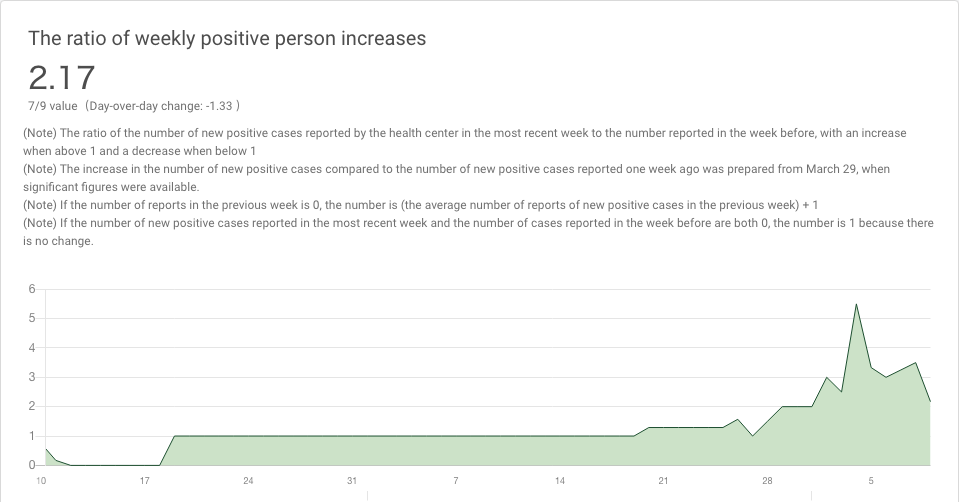 The ratio of weekly positive person increases
2.17
7/9 value （Day-over-day change: -1.33 ）
(Note) The ratio of the number of new positive cases reported by the health center in the most recent week to the number reported in the week before, with an increase
when above 1 and a decrease when below 1
(Note) The increase in the number of new positive cases compared to the number of new positive cases reported one week ago was prepared from March 29, when
significant figures were available.
(Note) If the number of reports in the previous week is 0, the number is (the average number of reports of new positive cases in the previous week) + 1
(Note) If the number of new positive cases reported in the most recent week and the number of cases reported in the week before are both 0, the number is 1 because there
is no change.
6
5
4
3
2
1
0
10 17 24 31 7 14 21 28 5